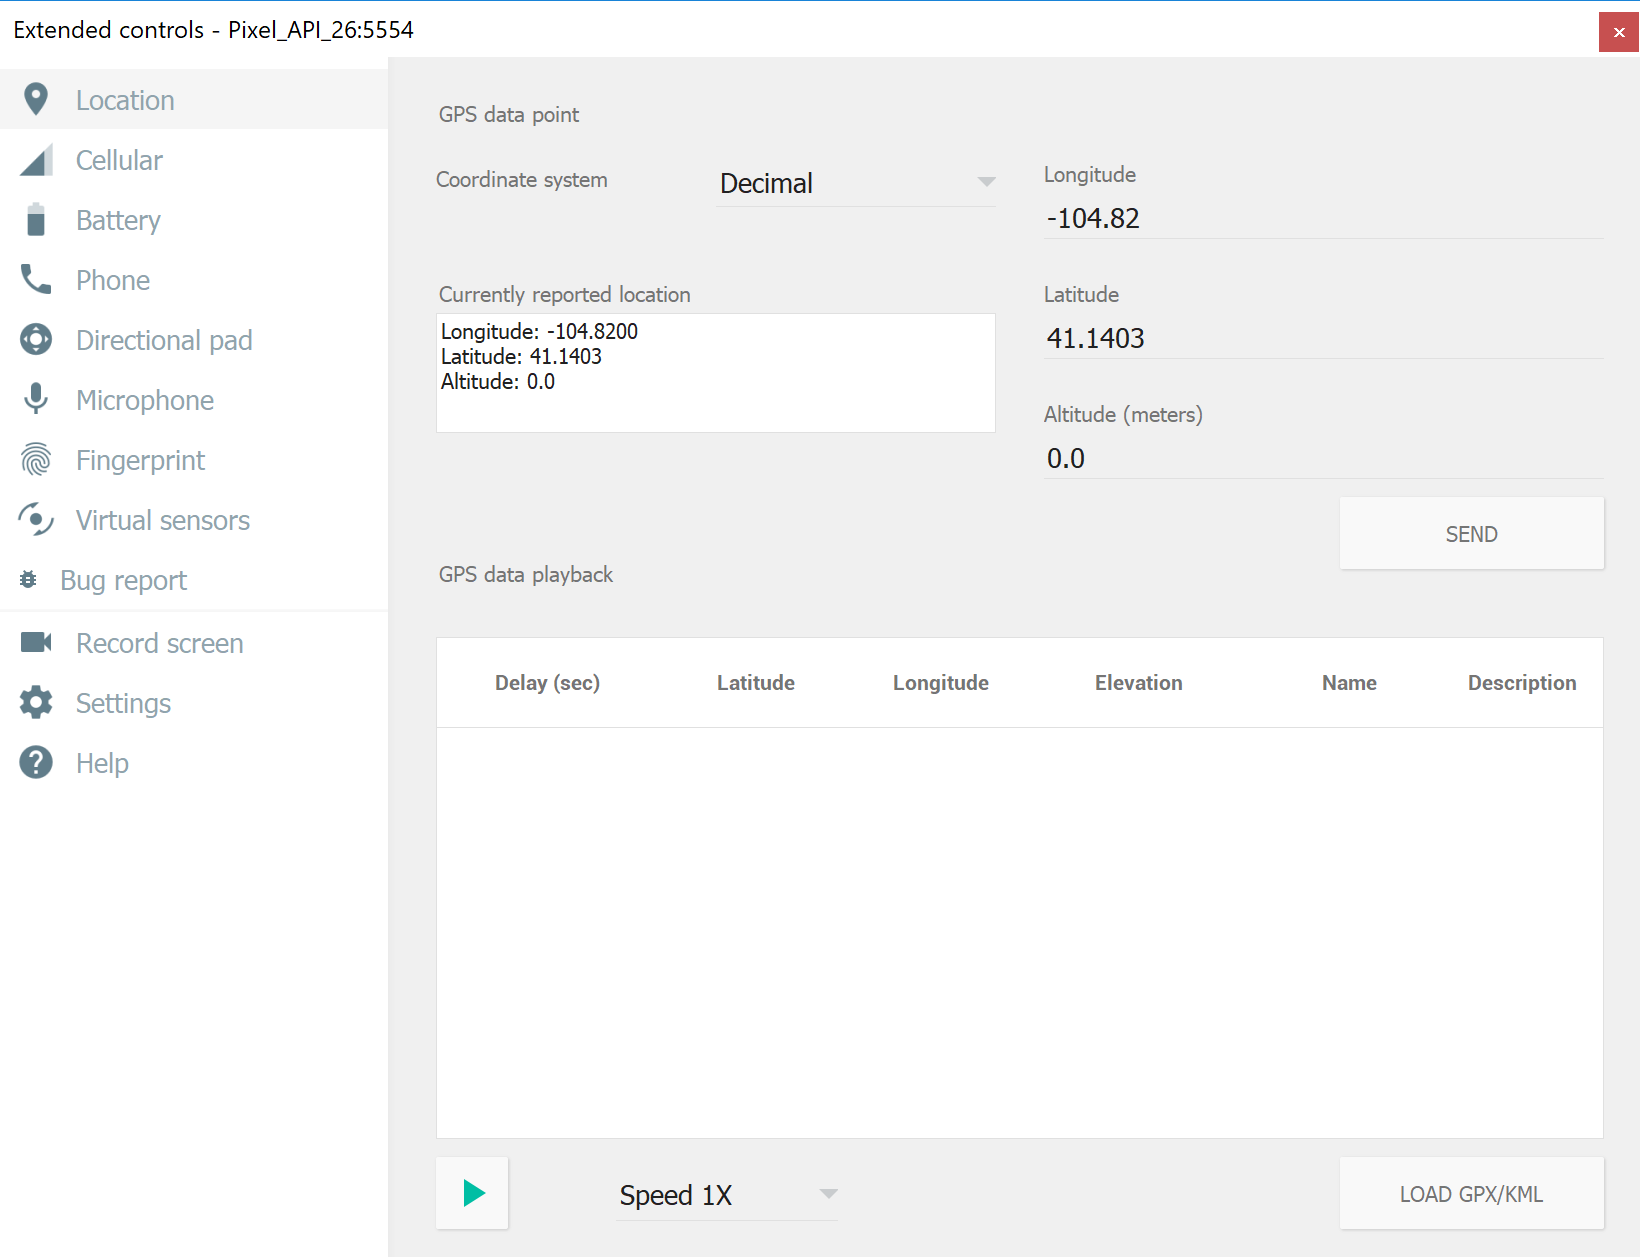 Extended controls - Pixel_API_26:5554
Location
Cellular
Battery
Phone
Directional pad
Microphone
Fingerprint
Virtual sensors
Bug report
Record screen
Settings
Help
GPS data point
Coordinate system
Decimal
Longitude
-104.82
Currently reported location
Longitude: -104.8200
Latitude: 41.1403
Altitude: 0.0
Latitude
41.1403
Altitude (meters)
0.0
SEND
GPS data playback
Delay (sec) Latitude Longitude Elevation Name Description
Speed 1X
LOAD GPX/KML